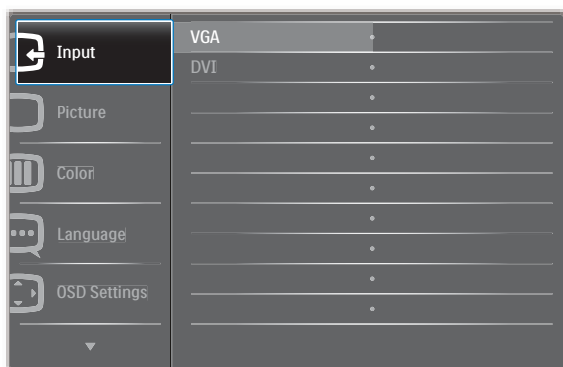 Input
VGA
DVI
Picture
Color
Language
OSD Settings